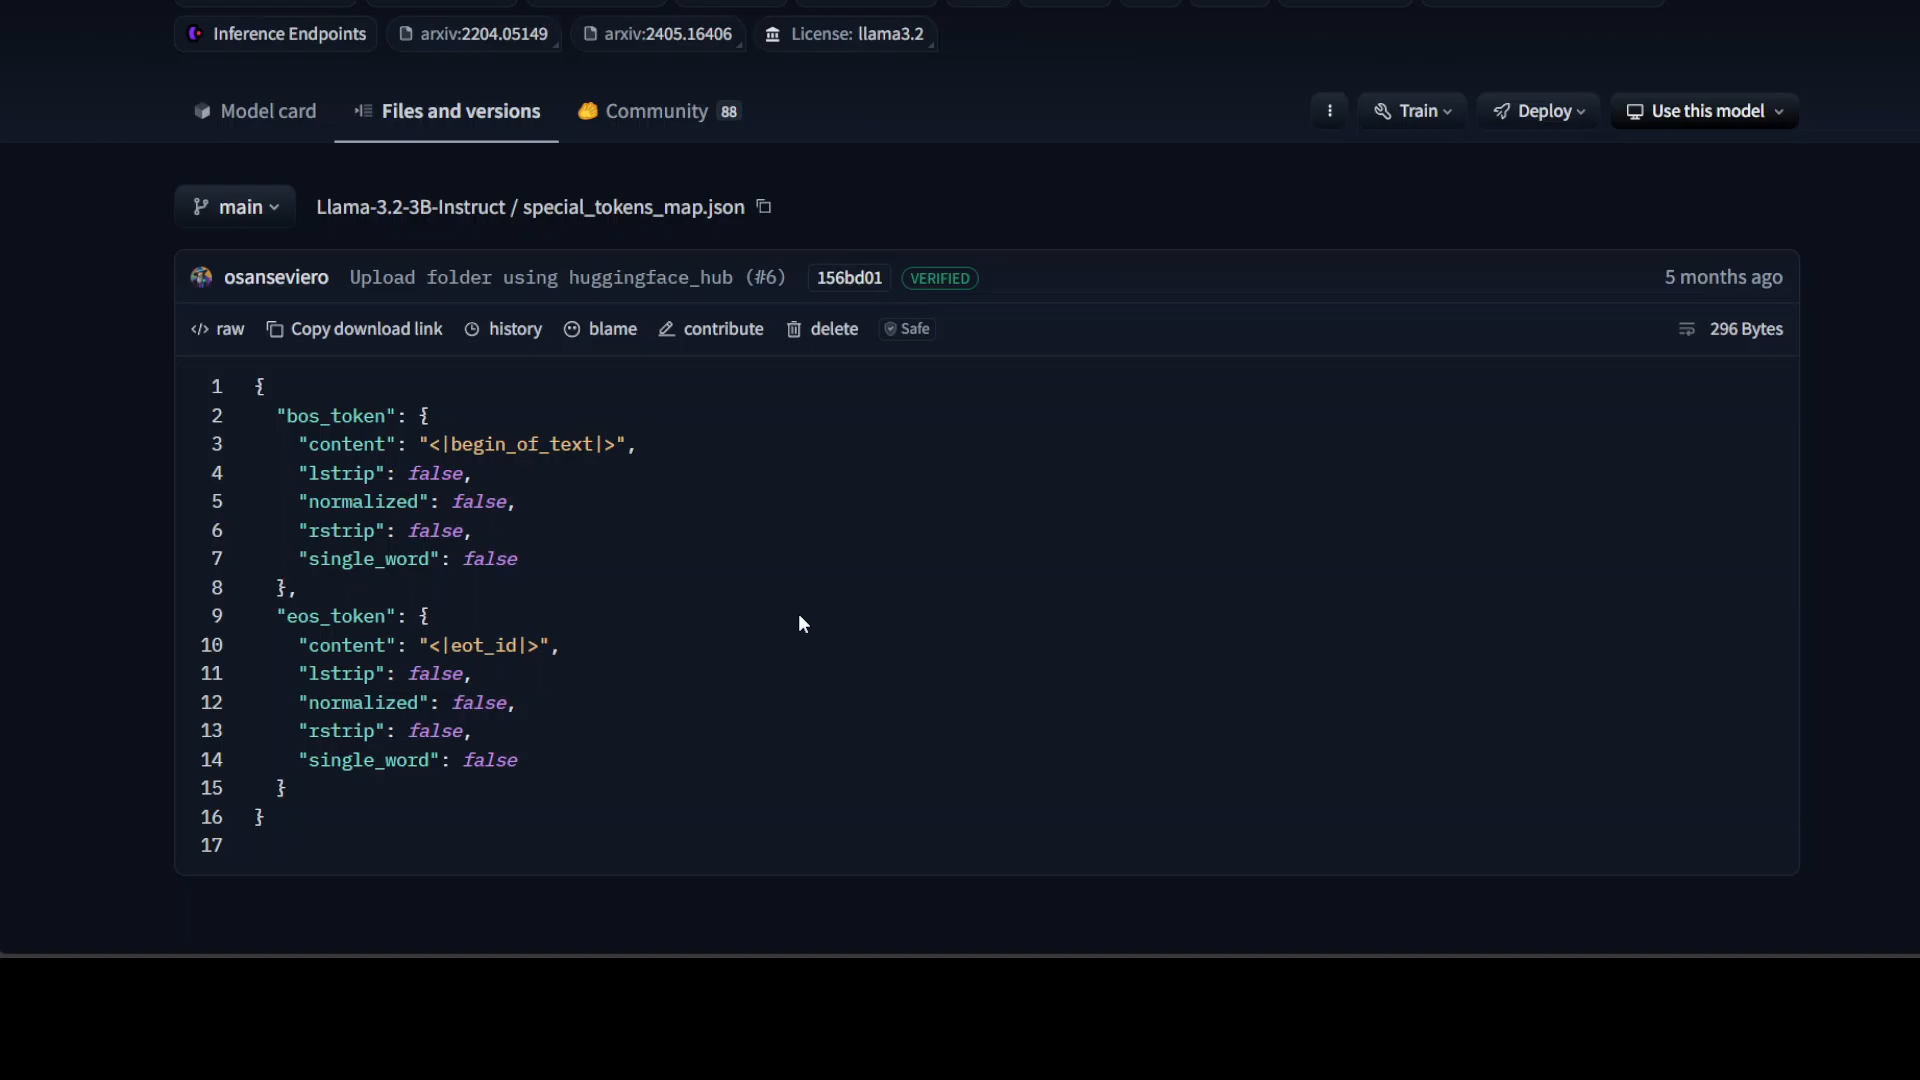 Inference Endpoints arxiv:2204.05149 arxiv:2405.16406 License: llama3.2
Model card Files and versions Community 88 Train Deploy Use this model
main Llama-3.2-3B-Instruct / special_tokens_map.json
osanseviero Upload folder using huggingface_hub (#6) 156bd01 VERIFIED 5 months ago
</> raw Copy download link history blame contribute delete Safe 296 Bytes
1 {
2 "bos_token": {
3 "content": "<|begin_of_text|>",
4 "lstrip": false,
5 "normalized": false,
6 "rstrip": false,
7 "single_word": false
8 },
9 "eos_token": {
10 "content": "<|eot_id|>",
11 "lstrip": false,
12 "normalized": false,
13 "rstrip": false,
14 "single_word": false
15 }
16 }
17